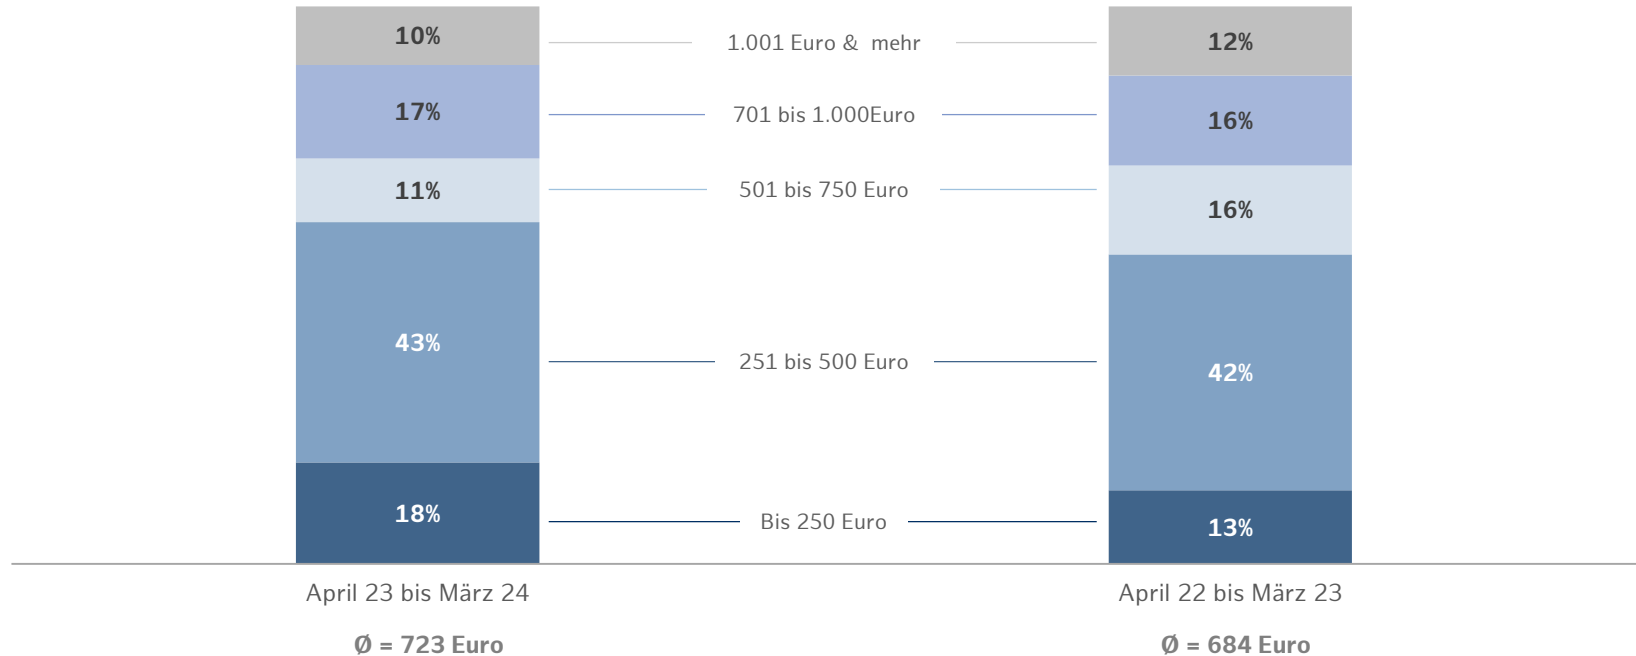 10% 1.001 Euro &  mehr 12%
17% 701 bis 1.000Euro 16%
11% 501 bis 750 Euro 16%
43% 251 bis 500 Euro 42%
18% Bis 250 Euro 13%
April 23 bis März 24 April 22 bis März 23
Ø = 723 Euro Ø = 684 Euro